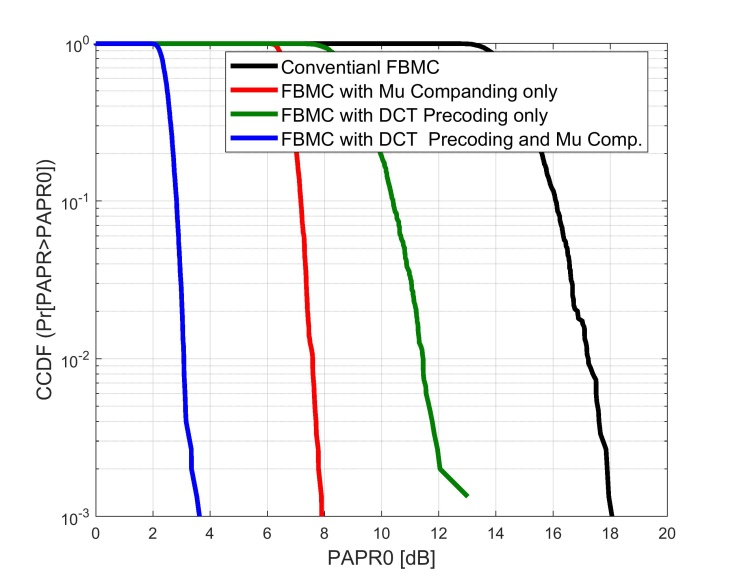 10^0
10^-1
10^-2
10^-3
CCDF (Pr[PAPR>PAPR0])
Conventianl FBMC
FBMC with Mu Companding only
FBMC with DCT Precoding only
FBMC with DCT  Precoding and Mu Comp.
0 2 4 6 8 10 12 14 16 18 20
PAPR0 [dB]